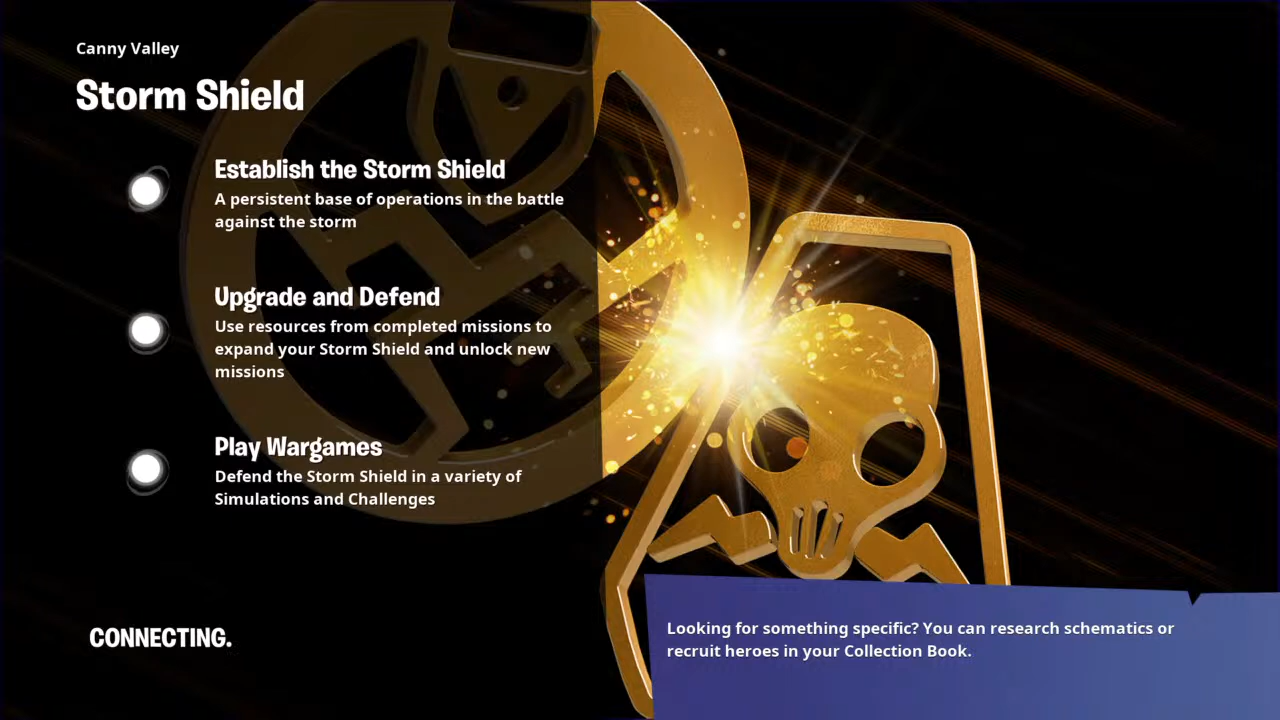 Canny Valley
Storm Shield
Establish the Storm Shield
A persistent base of operations in the battle
against the storm
Upgrade and Defend
Use resources from completed missions to
expand your Storm Shield and unlock new
missions
Play Wargames
Defend the Storm Shield in a variety of
Simulations and Challenges
CONNECTING.
Looking for something specific? You can research schematics or
recruit heroes in your Collection Book.